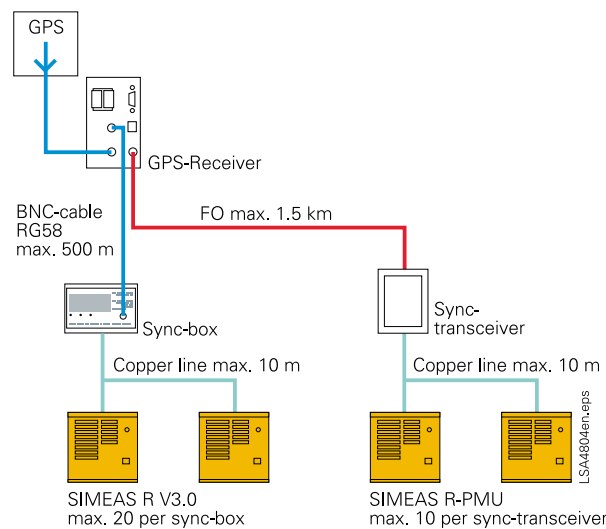 GPS
GPS-Receiver
BNC-cable
RG58
max. 500 m
FO max. 1.5 km
Sync-box
Sync-
transceiver
Copper line max. 10 m
Copper line max. 10 m
LSA4804en.eps
SIMEAS R V3.0
max. 20 per sync-box
SIMEAS R-PMU
max. 10 per sync-transceiver